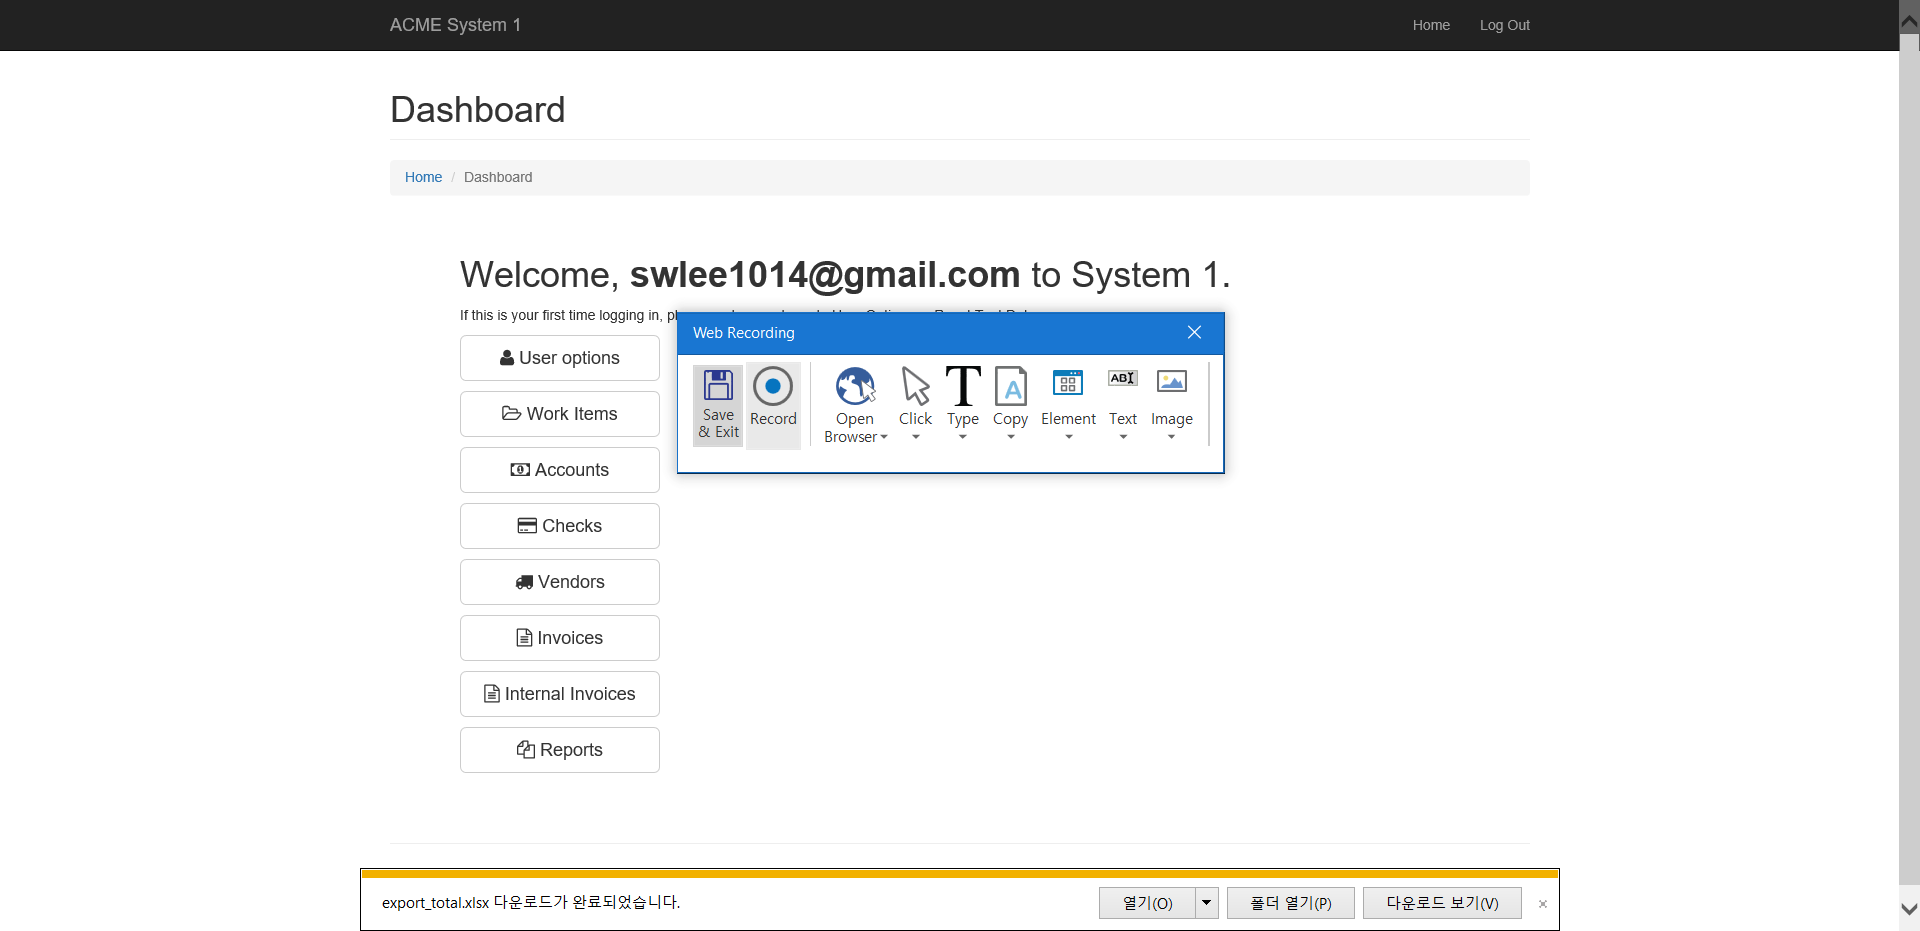 ACME System 1
Home
Log Out
Dashboard
Home / Dashboard
Welcome, swlee1014@gmail.com to System 1.
If this is your first time logging in,
Web Recording
User options
Save & Exit
Record
Open Browser
Click
Type
Copy
Element
Text
Image
ABI
A
Work Items
Accounts
Checks
Vendors
Invoices
Internal Invoices
Reports
export_total.xlsx 다운로드가 완료되었습니다.
열기(O)
폴더 열기(P)
다운로드 보기(V)